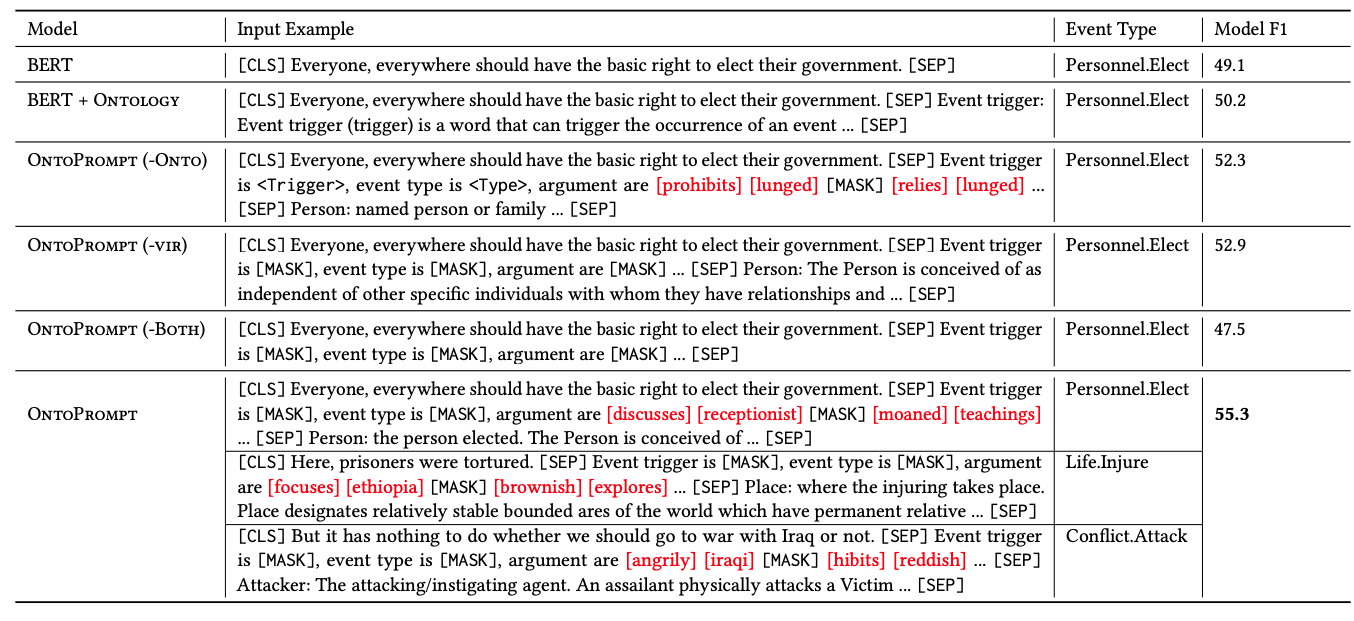 Model Input Example Event Type Model F1
BERT [CLS] Everyone, everywhere should have the basic right to elect their government. [SEP] Personnel.Elect 49.1
BERT + Ontology [CLS] Everyone, everywhere should have the basic right to elect their government. [SEP] Event trigger: Personnel.Elect 50.2
Event trigger (trigger) is a word that can trigger the occurrence of an event ... [SEP]
OntoPrompt (-Onto) [CLS] Everyone, everywhere should have the basic right to elect their government. [SEP] Event trigger Personnel.Elect 52.3
is <Trigger>, event type is <Type>, argument are [prohibits] [lunged] [MASK] [relies] [lunged] ...
[SEP] Person: named person or family ... [SEP]
OntoPrompt (-vir) [CLS] Everyone, everywhere should have the basic right to elect their government. [SEP] Event trigger Personnel.Elect 52.9
is [MASK], event type is [MASK], argument are [MASK] ... [SEP] Person: The Person is conceived of as
independent of other specific individuals with whom they have relationships and ... [SEP]
OntoPrompt (-Both) [CLS] Everyone, everywhere should have the basic right to elect their government. [SEP] Event trigger Personnel.Elect 47.5
is [MASK], event type is [MASK], argument are [MASK] ... [SEP]
[CLS] Everyone, everywhere should have the basic right to elect their government. [SEP] Event trigger Personnel.Elect
OntoPrompt is [MASK], event type is [MASK], argument are [discusses] [receptionist] [MASK] [moaned] [teachings] 55.3
... [SEP] Person: the person elected. The Person is conceived of ... [SEP]
[CLS] Here, prisoners were tortured. [SEP] Event trigger is [MASK], event type is [MASK], argument Life.Injure
are [focuses] [ethiopia] [MASK] [brownish] [explores] ... [SEP] Place: where the injuring takes place.
Place designates relatively stable bounded ares of the world which have permanent relative ... [SEP]
[CLS] But it has nothing to do whether we should go to war with Iraq or not. [SEP] Event trigger Conflict.Attack
is [MASK], event type is [MASK], argument are [angrily] [iraqi] [MASK] [hibits] [reddish] ... [SEP]
Attacker: The attacking/instigating agent. An assailant physically attacks a Victim ... [SEP]